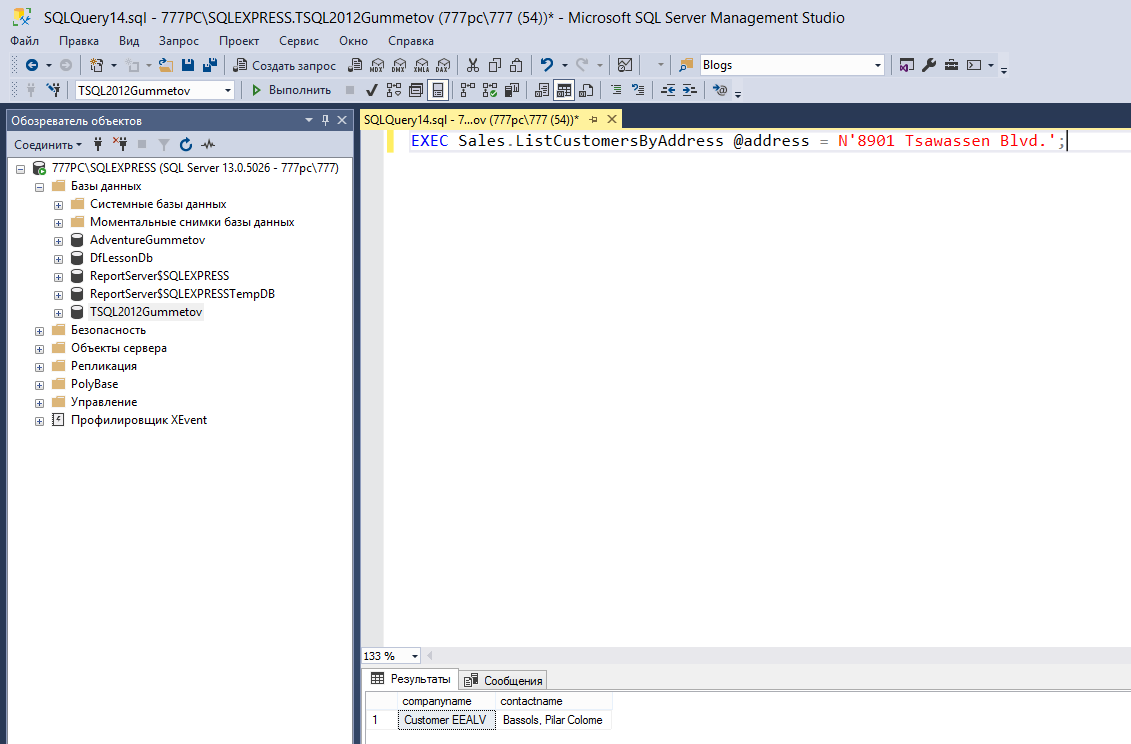 SQLQuery14.sql - 777PC\SQLEXPRESS.TSQL2012Gummetov (777pc\777 (54))* - Microsoft SQL Server Management Studio
Файл Правка Вид Запрос Проект Сервис Окно Справка
Создать запрос MDX DMX XMLA DAX Blogs
TSQL2012Gummetov Выполнить
Обозреватель объектов
SQLQuery14.sql - 7...ov (777pc\777 (54))*
Соединить
EXEC Sales.ListCustomersByAddress @address = N'8901 Tsawassen Blvd.';
777PC\SQLEXPRESS (SQL Server 13.0.5026 - 777pc\777)
Базы данных
Системные базы данных
Моментальные снимки базы данных
AdventureGummetov
DfLessonDb
ReportServer$SQLEXPRESS
ReportServer$SQLEXPRESSTempDB
TSQL2012Gummetov
Безопасность
Объекты сервера
Репликация
PolyBase
Управление
Профилировщик XEvent
133 %
Результаты Сообщения
companyname contactname
1 Customer EEALV Bassols, Pilar Colome